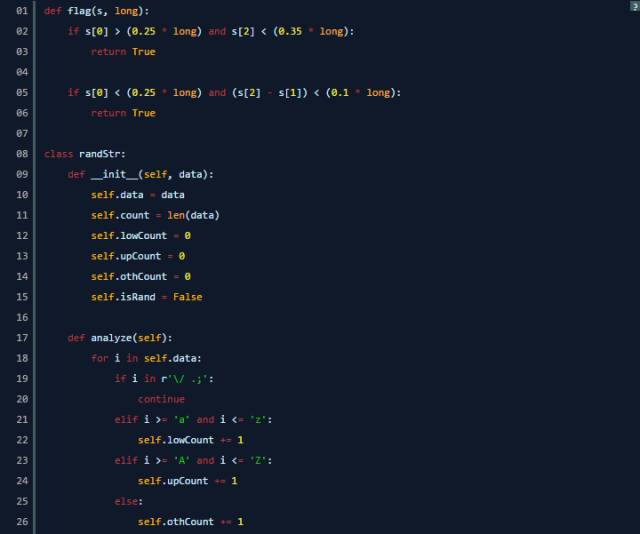 01 def flag(s, long):
02     if s[0] > (0.25 * long) and s[2] < (0.35 * long):
03         return True
04
05     if s[0] < (0.25 * long) and (s[2] - s[1]) < (0.1 * long):
06         return True
07
08 class randStr:
09     def __init__(self, data):
10         self.data = data
11         self.count = len(data)
12         self.lowCount = 0
13         self.upCount = 0
14         self.othCount = 0
15         self.isRand = False
16
17     def analyze(self):
18         for i in self.data:
19             if i in r'\/ .;':
20                 continue
21             elif i >= 'a' and i <= 'z':
22                 self.lowCount += 1
23             elif i >= 'A' and i <= 'Z':
24                 self.upCount += 1
25             else:
26                 self.othCount += 1
?